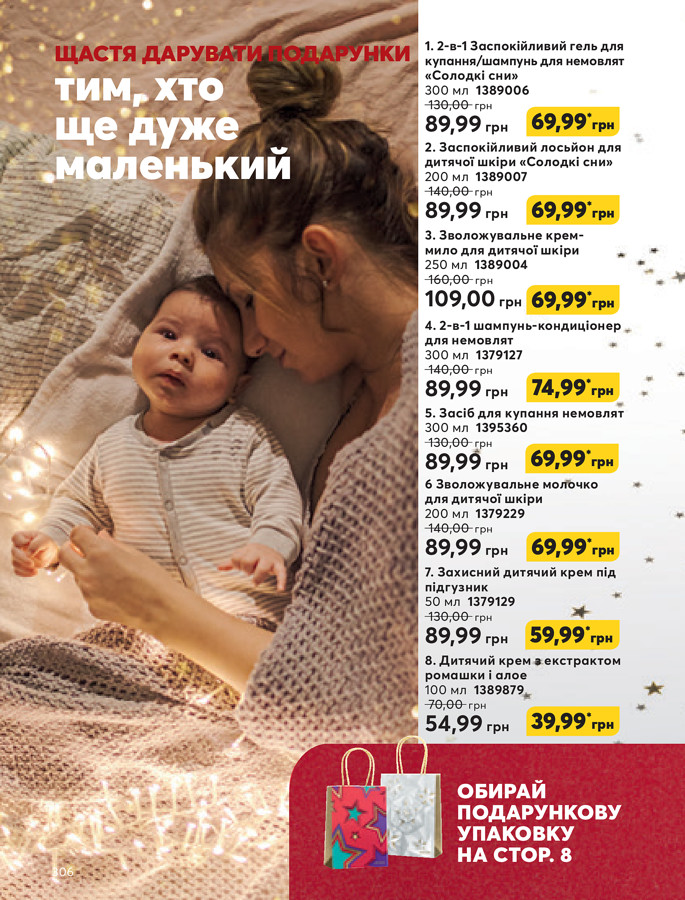 ЩАСТЯ ДАРУВАТИ ПОДАРУНКИ
тим, хто
ще дуже
маленький
1. 2-в-1 Заспокійливий гель для
купання/шампунь для немовлят
«Солодкі сни»
300 мл 1389006
130,00 грн
89,99 грн 69,99* грн
2. Заспокійливий лосьйон для
дитячої шкіри «Солодкі сни»
200 мл 1389007
140,00 грн
89,99 грн 69,99* грн
3. Зволожувальне крем-
мило для дитячої шкіри
250 мл 1389004
160,00 грн
109,00 грн 69,99* грн
4. 2-в-1 шампунь-кондиціонер
для немовлят
300 мл 1379127
140,00 грн
89,99 грн 74,99* грн
5. Засіб для купання немовлят
300 мл 1395360
130,00 грн
89,99 грн 69,99* грн
6 Зволожувальне молочко
для дитячої шкіри
200 мл 1379229
140,00 грн
89,99 грн 69,99* грн
7. Захисний дитячий крем під
підгузник
50 мл 1379129
130,00 грн
89,99 грн 59,99* грн
8. Дитячий крем з екстрактом
ромашки і алое
100 мл 1389879
70,00 грн
54,99 грн 39,99* грн
ОБИРАЙ
ПОДАРУНКОВУ
УПАКОВКУ
НА СТОР. 8
306